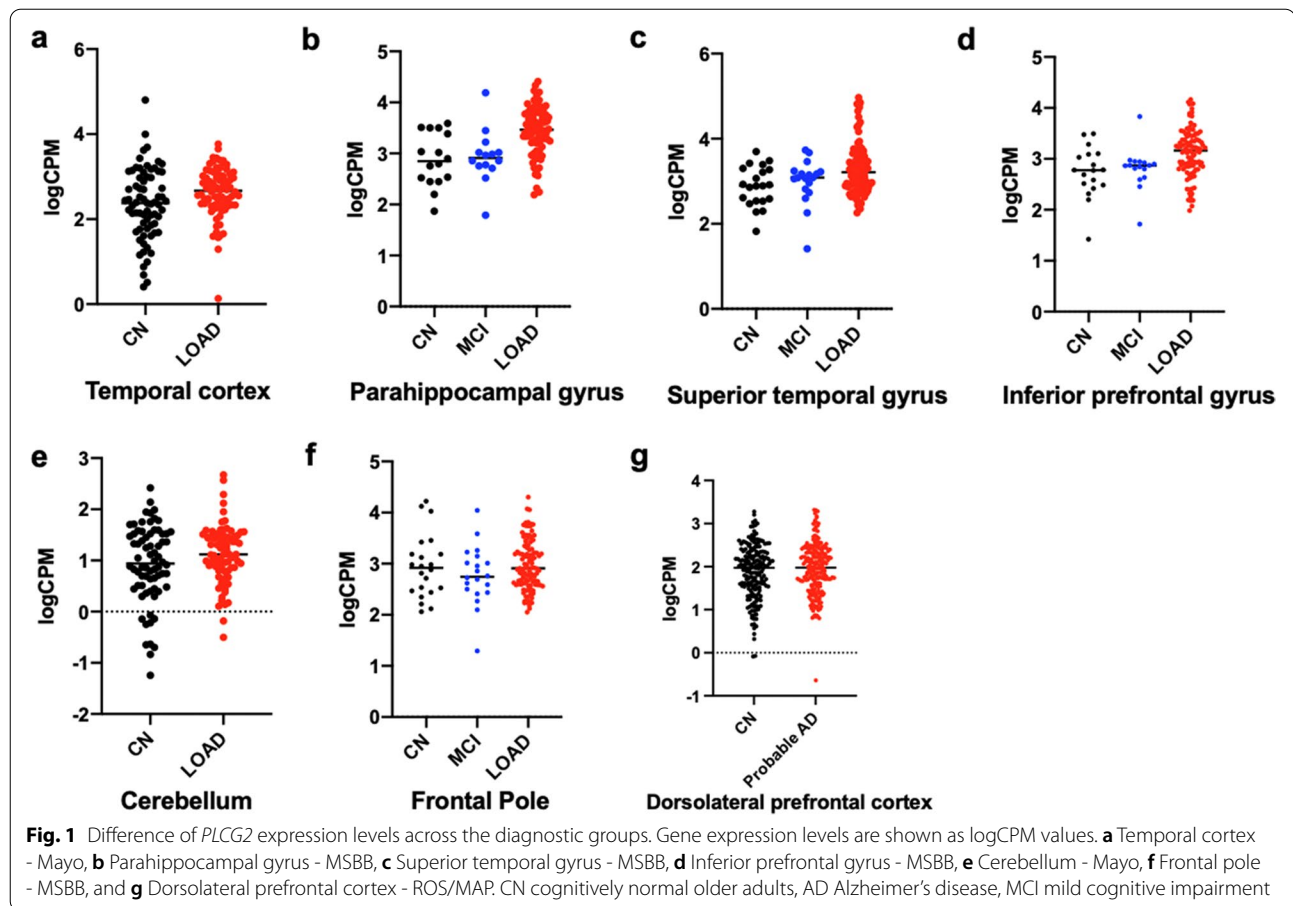 a
6
4
2
0
logCPM
CN
LOAD
Temporal cortex
b
5
4
3
2
1
0
logCPM
CN
MCI
LOAD
Parahippocampal gyrus
c
6
4
2
0
logCPM
CN
MCI
LOAD
Superior temporal gyrus
d
5
4
3
2
1
0
logCPM
CN
MCI
LOAD
Inferior prefrontal gyrus
e
3
2
1
0
-1
-2
logCPM
CN
LOAD
Cerebellum
f
5
4
3
2
1
0
logCPM
CN
MCI
LOAD
Frontal Pole
g
4
3
2
1
0
-1
logCPM
CN
Probable AD
Dorsolateral prefrontal cortex
Fig. 1 Difference of PLCG2 expression levels across the diagnostic groups. Gene expression levels are shown as logCPM values. a Temporal cortex
- Mayo, b Parahippocampal gyrus - MSBB, c Superior temporal gyrus - MSBB, d Inferior prefrontal gyrus - MSBB, e Cerebellum - Mayo, f Frontal pole
- MSBB, and g Dorsolateral prefrontal cortex - ROS/MAP. CN cognitively normal older adults, AD Alzheimer's disease, MCI mild cognitive impairment